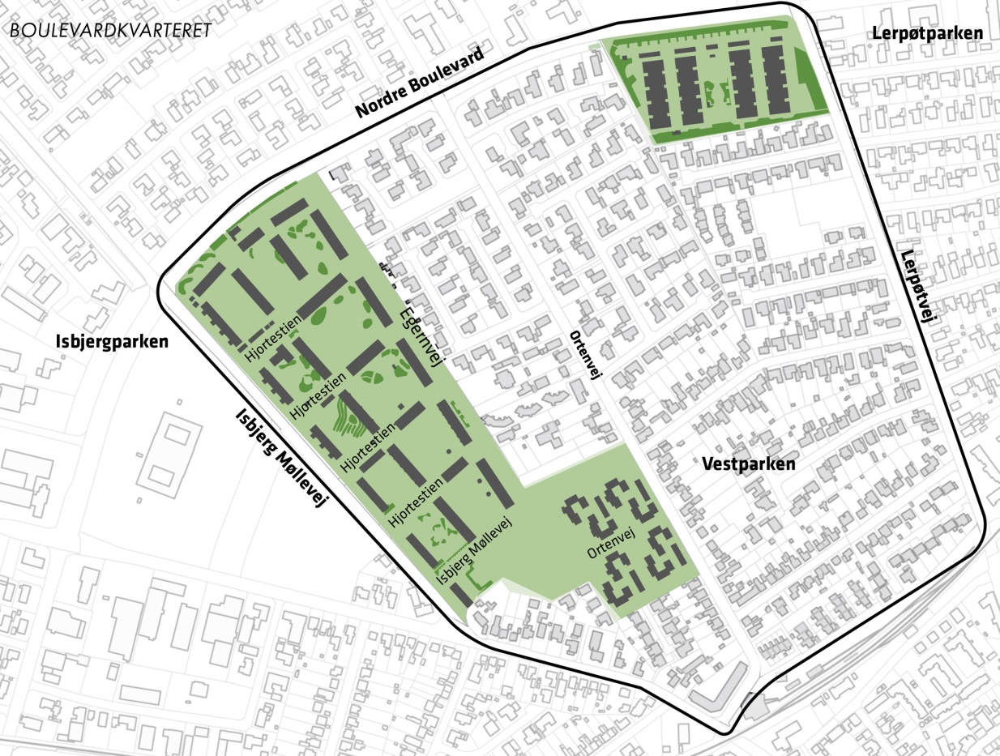 BOULEVARDKVARTERET
Lerpøtparken
Nordre Boulevard
Lerpøtvej
Isbjergparken
Hjortestien
Egernvej
Ortenvej
Hjortestien
Isbjerg Møllevej
Hjortestien
Vestparken
Hjortestien
Isbjerg Møllevej
Ortenvej